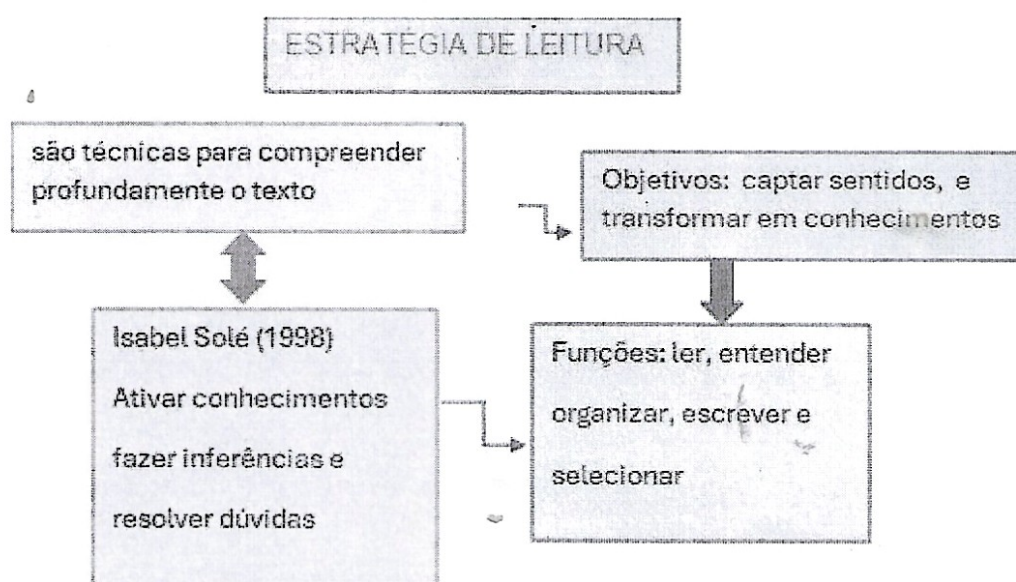 ESTRATÉGIA DE LEITURA
são técnicas para compreender
profundamente o texto
Objetivos: captar sentidos, e
transformar em conhecimentos
Isabel Solé (1998)
Ativar conhecimentos
fazer inferências e
resolver dúvidas
Funções: ler, entender
organizar, escrever e
selecionar